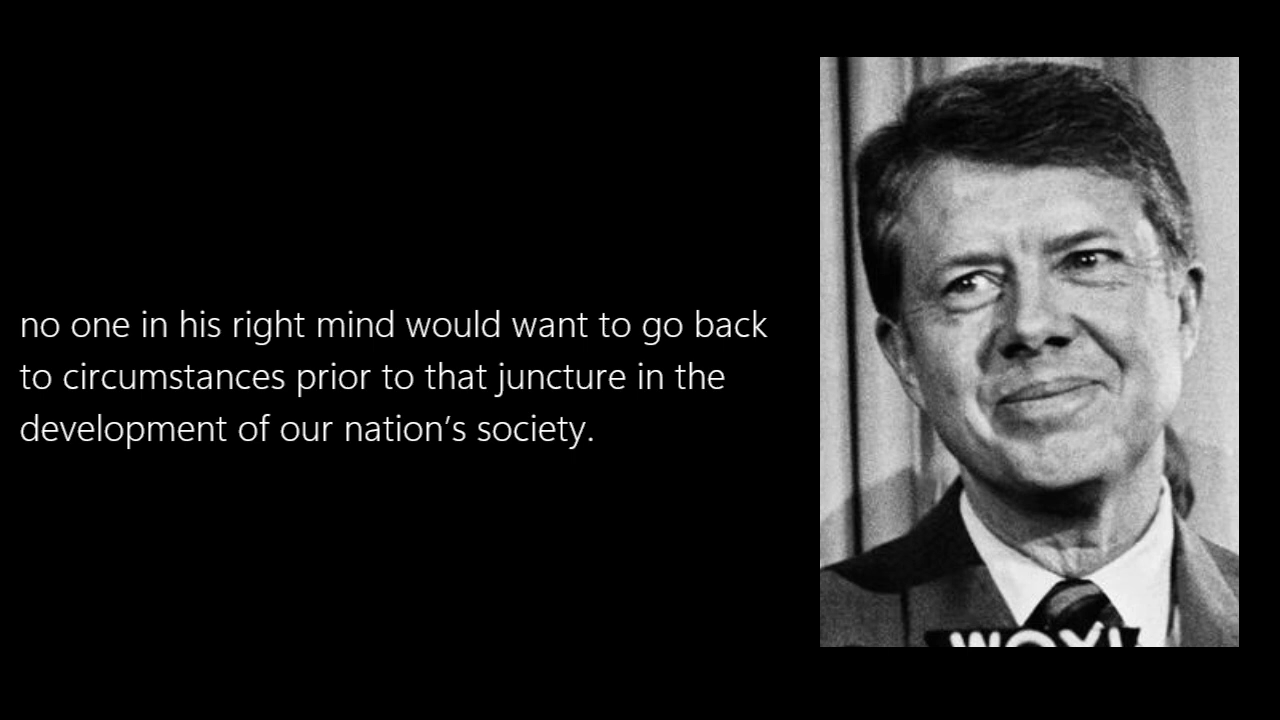 no one in his right mind would want to go back
to circumstances prior to that juncture in the
development of our nation’s society.